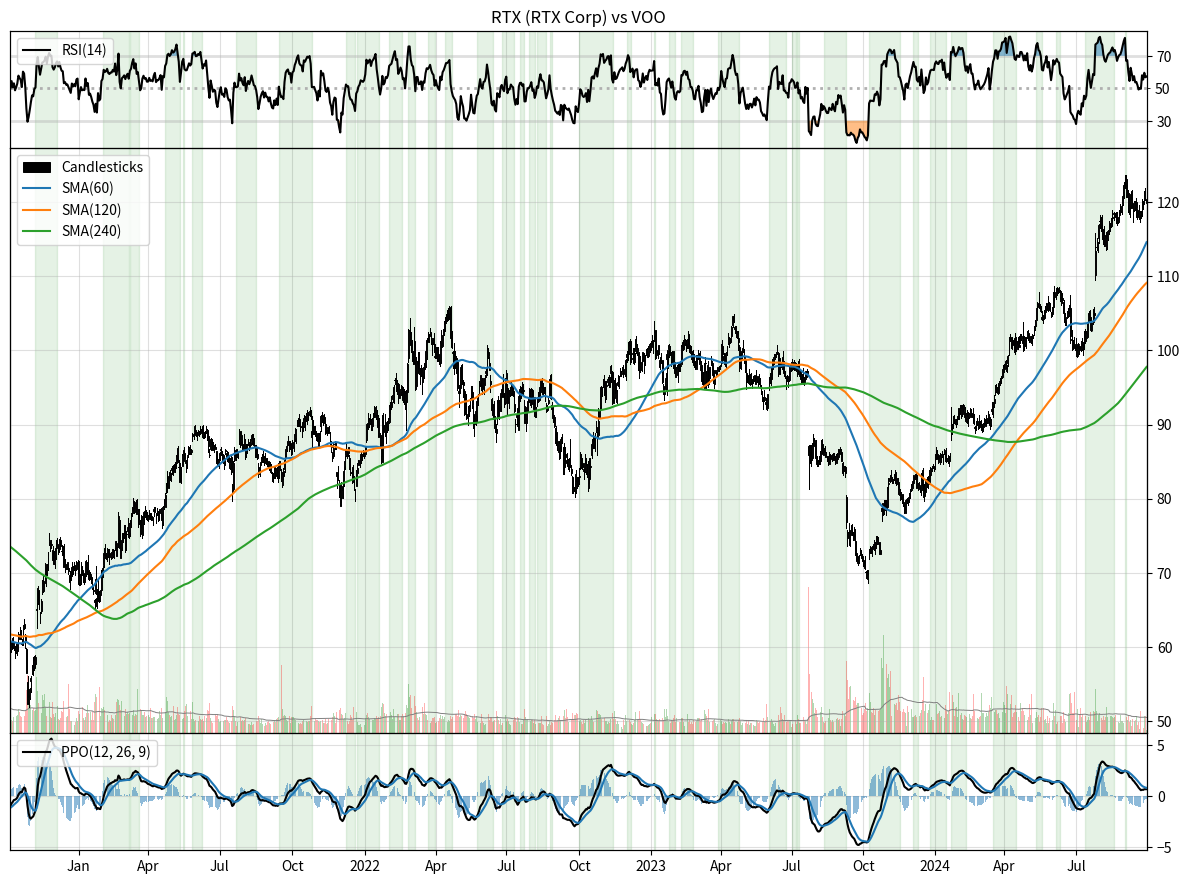 RTX (RTX Corp) vs VOO
RSI(14)
70
50
30
Candlesticks
SMA(60)
SMA(120)
SMA(240)
120
110
100
90
80
70
60
50
PPO(12, 26, 9)
5
0
−5
Jan Apr Jul Oct 2022 Apr Jul Oct 2023 Apr Jul Oct 2024 Apr Jul